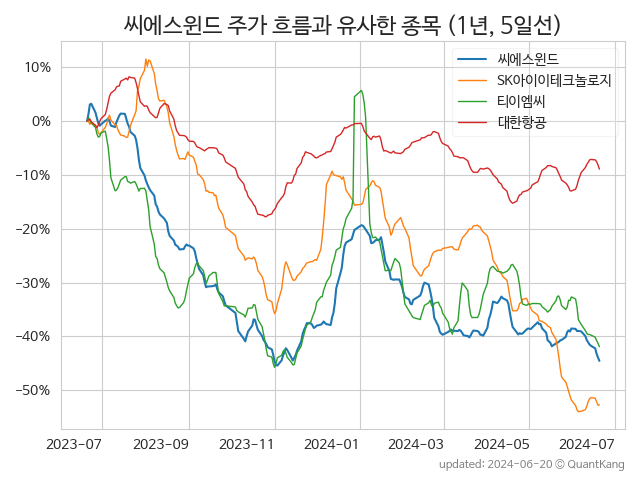 씨에스윈드 주가 흐름과 유사한 종목 (1년, 5일선)
씨에스윈드
SK아이이테크놀로지
티이엠씨
대한항공
10%
0%
−10%
−20%
−30%
−40%
−50%
2023-07
2023-09
2023-11
2024-01
2024-03
2024-05
2024-07
updated: 2024-06-20 © QuantKang